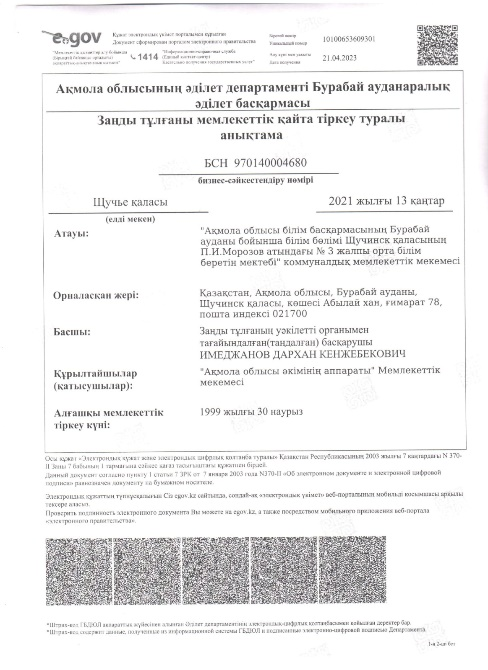 egov
Құжат электрондық үкімет порталымен құрылған
Документ сформирован порталом электронного правительства
1414
Бірегей нөмір
Уникальный номер
10100653609301
Алу күні мен уақыты
Дата получения
21.04.2023
Ақмола облысының әділет департаменті Бурабай ауданаралық
әділет басқармасы
Заңды тұлғаны мемлекеттік қайта тіркеу туралы
анықтама
БСН 970140004680
бизнес-сәйкестендіру нөмірі
Щучье қаласы
2021 жылғы 13 қаңтар
(елді мекен)
Атауы:
"Ақмола облысы білім басқармасының Бурабай
ауданы бойынша білім бөлімі Щучинск қаласының
П.И.Морозов атындағы № 3 жалпы орта білім
беретін мектебі" коммуналдық мемлекеттік мекемесі
Орналасқан жері:
Қазақстан, Ақмола облысы, Бурабай ауданы,
Щучинск қаласы, көшесі Абылай хан, ғимарат 78,
пошта индексі 021700
Басшы:
Заңды тұлғаның уәкілетті органымен
тағайындалған(таңдалған) басқарушы
ИМЕДЖАНОВ ДАРХАН КЕНЖЕБЕКОВИЧ
Құрылтайшылар
(қатысушылар):
"Ақмола облысы әкімінің аппараты" Мемлекеттік
мекемесі
Алғашқы мемлекеттік
тіркеу күні:
1999 жылғы 30 наурыз
Осы құжат «Электрондық құжат және электрондық цифрлық қолтаңба туралы» Қазақстан Республикасының 2003 жылғы 7 қаңтардағы N 370-
II Заңы 7 бабының 1 тармағына сәйкес қағаз тасығыштағы құжатпен бірдей.
Данный документ согласно пункту 1 статьи 7 ЗРК от 7 января 2003 года N370-II «Об электронном документе и электронной цифровой
подписи» равнозначен документу на бумажном носителе.
Электрондық құжаттың түпнұсқалығын Сіз egov.kz сайтында, сондай-ақ «электрондық үкімет» веб-порталының мобильді қосымшасы арқылы
тексере аласыз.
Проверить подлинность электронного документа Вы можете на egov.kz, а также посредством мобильного приложения веб-портала
«электронного правительства».
*Штрих-код ГБДЮЛ ақпараттық жүйесінен алынған Әділет департаментінің электрондық-цифрлық қолтаңбасымен қойылған деректер бар.
*Штрих-код содержит данные, полученные из информационной системы ГБДЮЛ и подписанные электронно-цифровой подписью Департамента